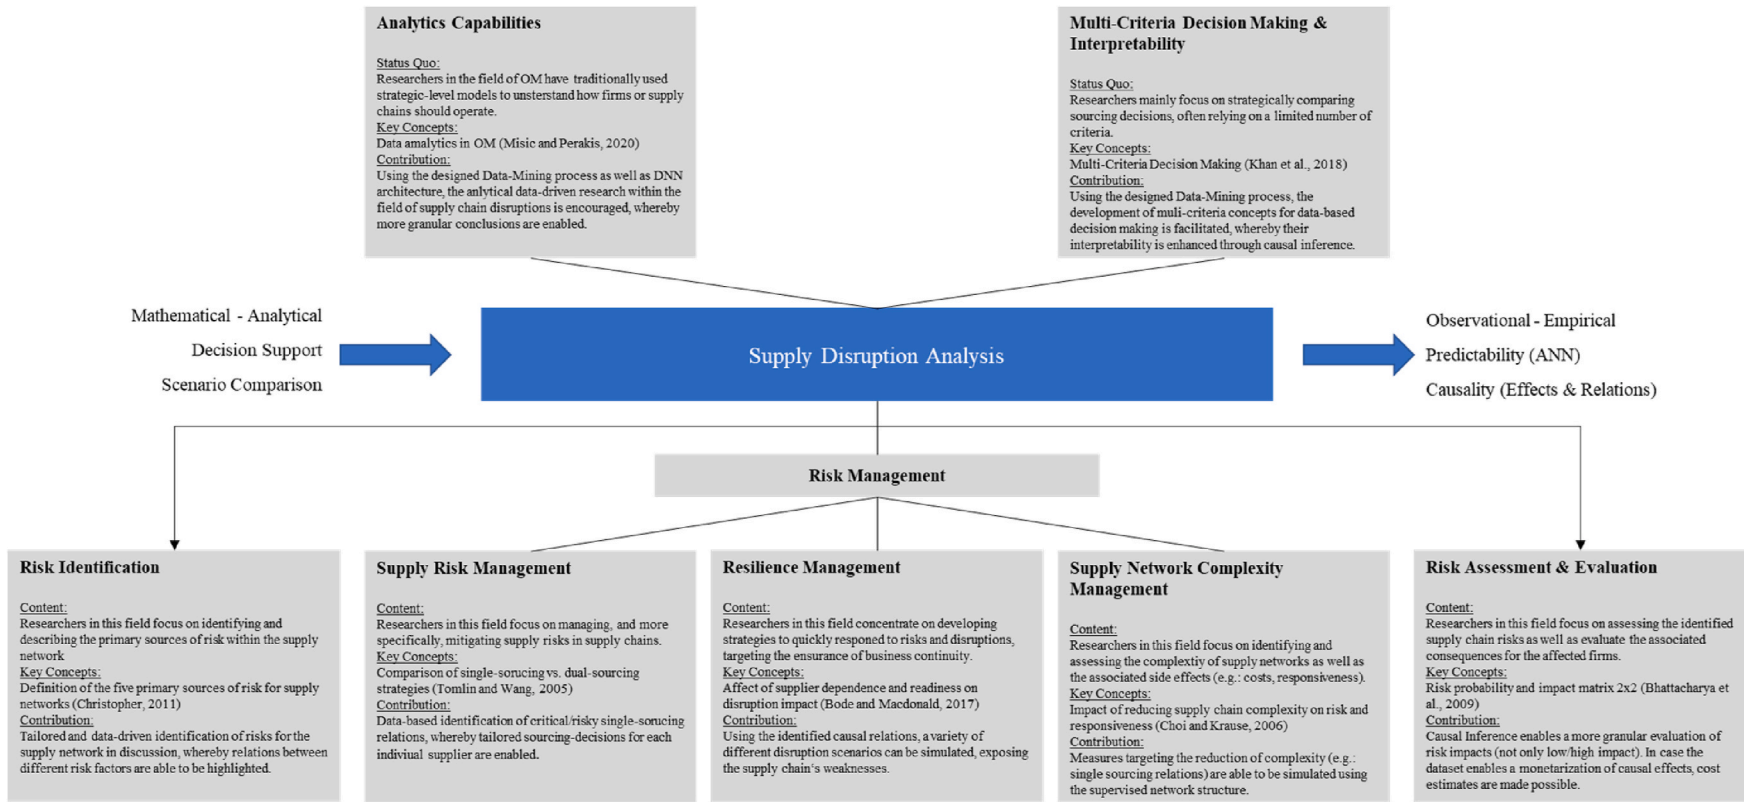 Analytics Capabilities
Status Quo:
Researchers in the field of OM have traditionally used
strategic-level models to unsterstand how firms or supply
chains should operate.
Key Concepts:
Data amalytics in OM (Misic and Perakis, 2020)
Contribution:
Using the designed Data-Mining process as well as DNN
architecture, the anlytical data-driven research within the
field of supply chain disruptions is encouraged, whereby
more granular conclusions are enabled.
Multi-Criteria Decision Making &
Interpretability
Status Quo:
Researchers mainly focus on strategically comparing
sourcing decisions, often relying on a limited number of
criteria.
Key Concepts:
Multi-Criteria Decision Making (Khan et al., 2018)
Contribution:
Using the designed Data-Mining process, the
development of muli-criteria concepts for data-based
decision making is facilitated, whereby their
interpretability is enhanced through causal inference.
Mathematical - Analytical
Decision Support
Scenario Comparison
Supply Disruption Analysis
Observational - Empirical
Predictability (ANN)
Causality (Effects & Relations)
Risk Management
Risk Identification
Content:
Researchers in this field focus on identifying and
describing the primary sources of risk within the supply
network
Key Concepts:
Definition of the five primary sources of risk for supply
networks (Christopher, 2011)
Contribution:
Tailored and data-driven identification of risks for the
supply network in discussion, whereby relations between
different risk factors are able to be highlighted.
Supply Risk Management
Content:
Researchers in this field focus on managing, and more
specifically, mitigating supply risks in supply chains.
Key Concepts:
Comparison of single-sorucing vs. dual-sourcing
strategies (Tomlin and Wang, 2005)
Contribution:
Data-based identification of critical/risky single-sorucing
relations, whereby tailored sourcing-decisions for each
indiviual supplier are enabled.
Resilience Management
Content:
Researchers in this field concentrate on developing
strategies to quickly responed to risks and disruptions,
targeting the ensurance of business continuity.
Key Concepts:
Affect of supplier dependence and readiness on
disruption impact (Bode and Macdonald, 2017)
Contribution:
Using the identified causal relations, a variety of
different disruption scenarios can be simulated, exposing
the supply chain's weaknesses.
Supply Network Complexity
Management
Content:
Researchers in this field focus on identifying and
assessing the complextiy of supply networks as well as
the associated side effects (e.g.: costs, responsiveness).
Key Concepts:
Impact of reducing supply chain complexity on risk and
responsiveness (Choi and Krause, 2006)
Contribution:
Measures targeting the reduction of complexity (e.g.:
single sourcing relations) are able to be simulated using
the supervised network structure.
Risk Assessment & Evaluation
Content:
Researchers in this field focus on assessing the identified
supply chain risks as well as evaluate the associated
consequences for the affected firms.
Key Concepts:
Risk probability and impact matrix 2x2 (Bhattacharya et
al., 2009)
Contribution:
Causal Inference enables a more granular evaluation of
risk impacts (not only low/high impact). In case the
dataset enables a monetarization of causal effects, cost
estimates are made possible.